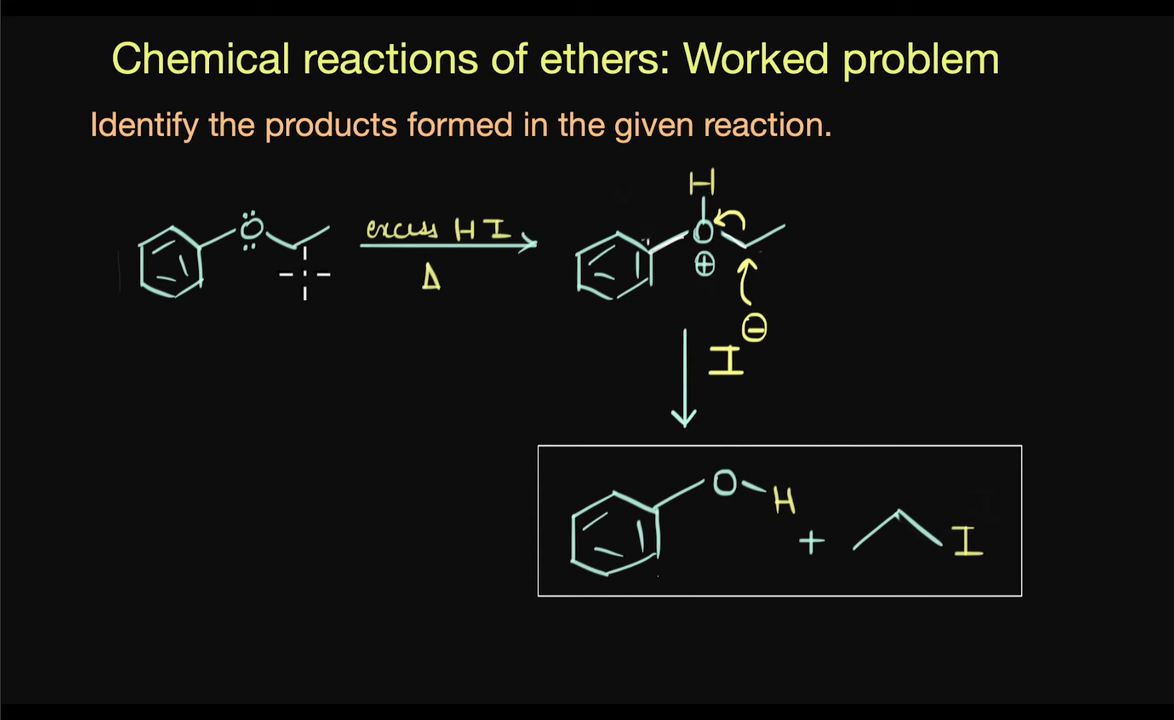 Chemical reactions of ethers: Worked problem
Identify the products formed in the given reaction.
H
Ö excess HI O
Δ ⊕
⊖
I
O
H
+ I